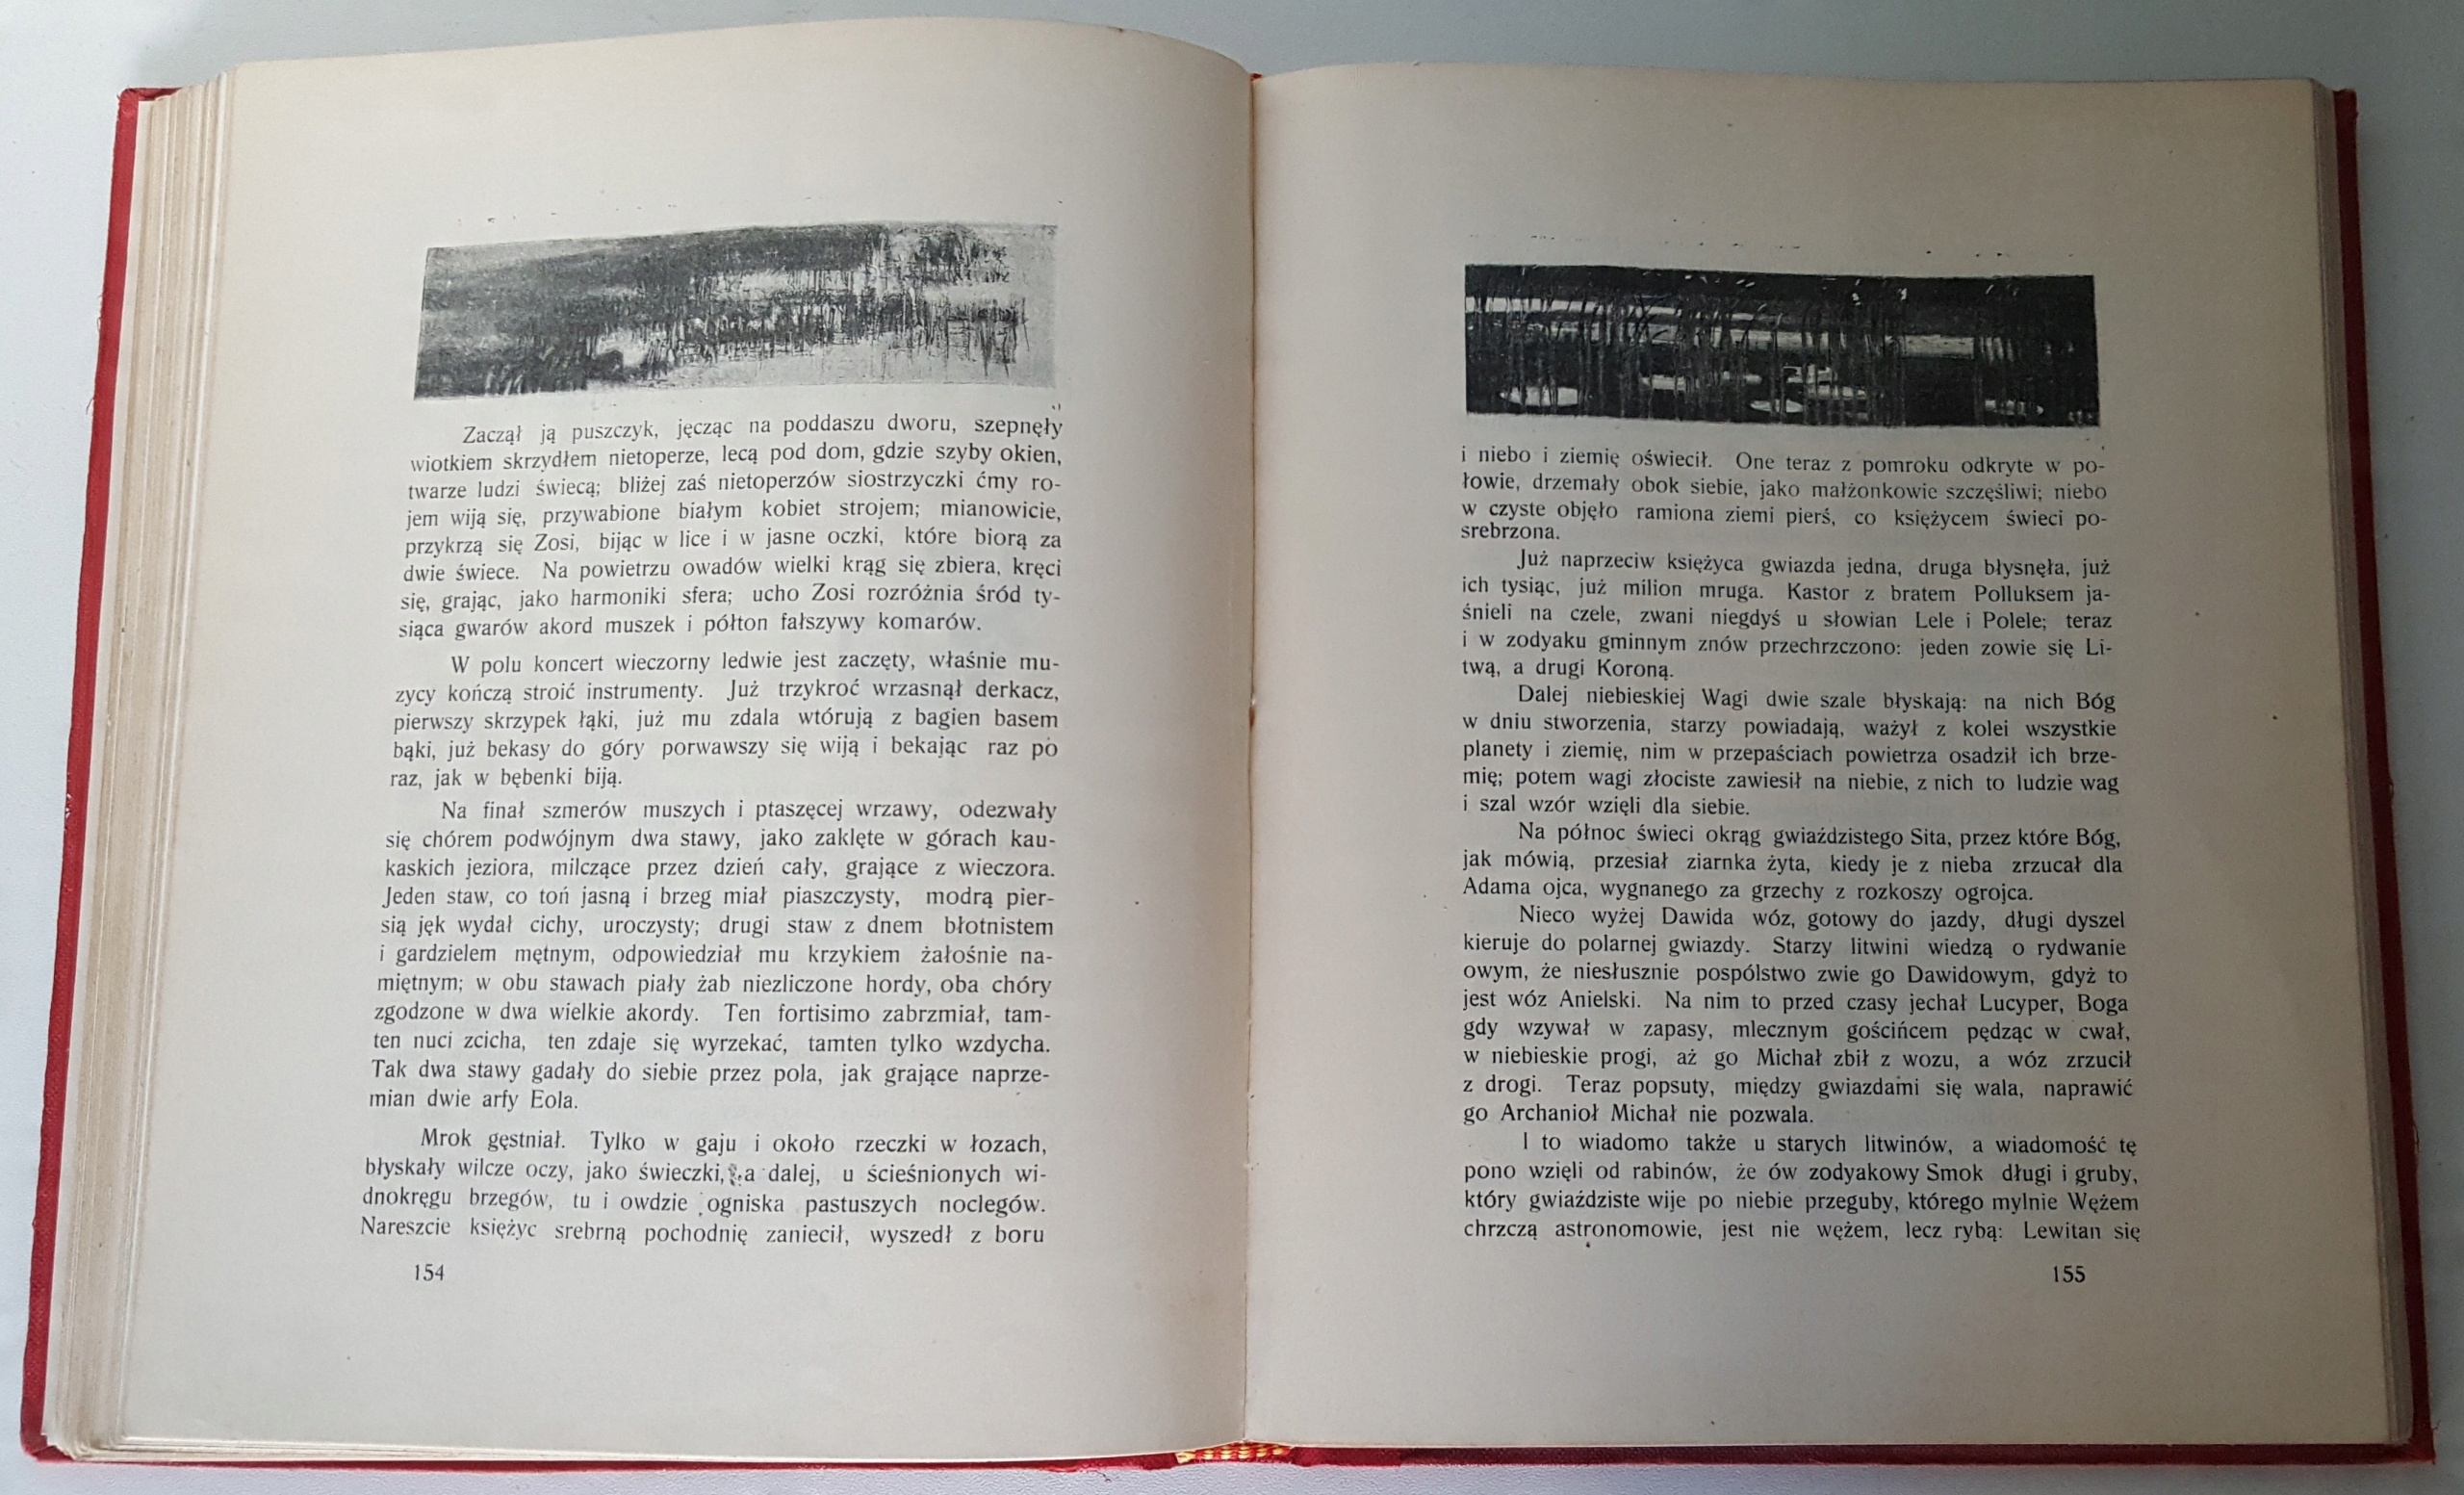 Zaczął ją puszczyk, jęcząc na poddaszu dworu, szepnęły
wiotkiem skrzydłem nietoperze, lecą pod dom, gdzie szyby okien,
twarze ludzi świecą; bliżej zaś nietoperzów siostrzyczki ćmy ro-
jem wiją się, przywabione białym kobiet strojem; mianowicie,
przykrzą się Zosi, bijąc w lice i w jasne oczki, które biorą za
dwie świece. Na powietrzu owadów wielki krąg się zbiera, kręci
się, grając, jako harmoniki sfera; ucho Zosi rozróżnia śród ty-
siąca gwarów akord muszek i półton fałszywy komarów.
W polu koncert wieczorny ledwie jest zaczęty, właśnie mu-
zycy kończą stroić instrumenty. Już trzykroć wrzasnął derkacz,
pierwszy skrzypek łąki, już mu zdala wtórują z bagien basem
bąki, już bekasy do góry porwawszy się wiją i bekając raz po
raz, jak w bębenki biją.
Na finał szmerów muszych i ptaszęcej wrzawy, odezwały
się chórem podwójnym dwa stawy, jako zaklęte w górach kau-
kaskich jeziora, milczące przez dzień cały, grające z wieczora.
Jeden staw, co toń jasną i brzeg miał piaszczysty, modrą pier-
sią jęk wydał cichy, uroczysty; drugi staw z dnem błotnistem
i gardzielem mętnym, odpowiedział mu krzykiem żałośnie na-
miętnym; w obu stawach piały żab niezliczone hordy, oba chóry
zgodzone w dwa wielkie akordy. Ten fortisimo zabrzmiał, tam-
ten nuci zcicha, ten zdaje się wyrzekać, tamten tylko wzdycha.
Tak dwa stawy gadały do siebie przez pola, jak grające naprze-
mian dwie arfy Eola.
Mrok gęstniał. Tylko w gaju i około rzeczki w łozach,
błyskały wilcze oczy, jako świeczki, a dalej, u ścieśnionych wi-
dnokręgu brzegów, tu i owdzie ogniska pastuszych noclegów.
Nareszcie księżyc srebrną pochodnię zaniecił, wyszedł z boru
154
i niebo i ziemię oświecił. One teraz z pomroku odkryte w po-
łowie, drzemały obok siebie, jako małżonkowie szczęśliwi; niebo
w czyste objęło ramiona ziemi pierś, co księżycem świeci po-
srebrzona.
Już naprzeciw księżyca gwiazda jedna, druga błysnęła, już
ich tysiąc, już milion mruga. Kastor z bratem Polluksem ja-
śnieli na czele, zwani niegdyś u słowian Lele i Polele; teraz
i w zodyaku gminnym znów przechrzczono: jeden zowie się Li-
twą, a drugi Koroną.
Dalej niebieskiej Wagi dwie szale błyskają: na nich Bóg
w dniu stworzenia, starzy powiadają, ważył z kolei wszystkie
planety i ziemię, nim w przepaściach powietrza osadził ich brze-
mię; potem wagi złociste zawiesił na niebie, z nich to ludzie wag
i szal wzór wzięli dla siebie.
Na północ świeci okrąg gwiaździstego Sita, przez które Bóg,
jak mówią, przesiał ziarnka żyta, kiedy je z nieba zrzucał dla
Adama ojca, wygnanego za grzechy z rozkoszy ogrojca.
Nieco wyżej Dawida wóz, gotowy do jazdy, długi dyszel
kieruje do polarnej gwiazdy. Starzy litwini wiedzą o rydwanie
owym, że niesłusznie pospólstwo zwie go Dawidowym, gdyż to
jest wóz Anielski. Na nim to przed czasy jechał Lucyper, Boga
gdy wzywał w zapasy, mlecznym gościńcem pędząc w cwał,
w niebieskie progi, aż go Michał zbił z wozu, a wóz zrzucił
z drogi. Teraz popsuty, między gwiazdami się wala, naprawić
go Archanioł Michał nie pozwala.
I to wiadomo także u starych litwinów, a wiadomość tę
pono wzięli od rabinów, że ów zodyakowy Smok długi i gruby,
który gwiaździste wije po niebie przeguby, którego mylnie Wężem
chrzczą astronomowie, jest nie wężem, lecz rybą: Lewitan się
155